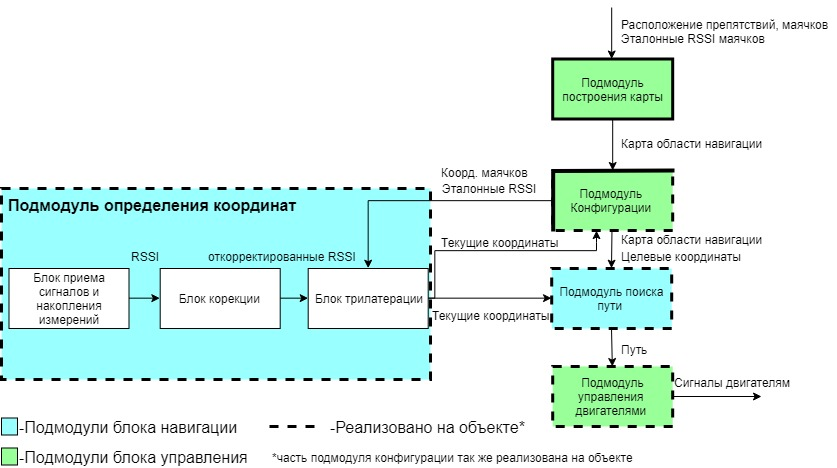 Расположение препятствий, маячков
Эталонные RSSI маячков
Подмодуль
построения карты
Карта области навигации
Коорд. маячков
Эталонные RSSI
Подмодуль
Конфигурации
Подмодуль определения координат
Текущие координаты
Карта области навигации
Целевые координаты
RSSI
откорректированные RSSI
Блок приема
сигналов и
накопления
измерений
Блок корекции
Блок трилатерации
Подмодуль поиска
пути
Текущие координаты
Путь
Подмодуль
управления
двигателями
Сигналы двигателям
-Подмодули блока навигации
-Реализовано на объекте*
-Подмодули блока управления
*часть подмодуля конфигурации так же реализована на объекте